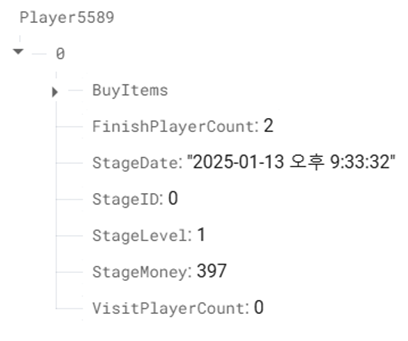 Player5589
0
BuyItems
FinishPlayerCount: 2
StageDate: "2025-01-13 오후 9:33:32"
StageID: 0
StageLevel: 1
StageMoney: 397
VisitPlayerCount: 0